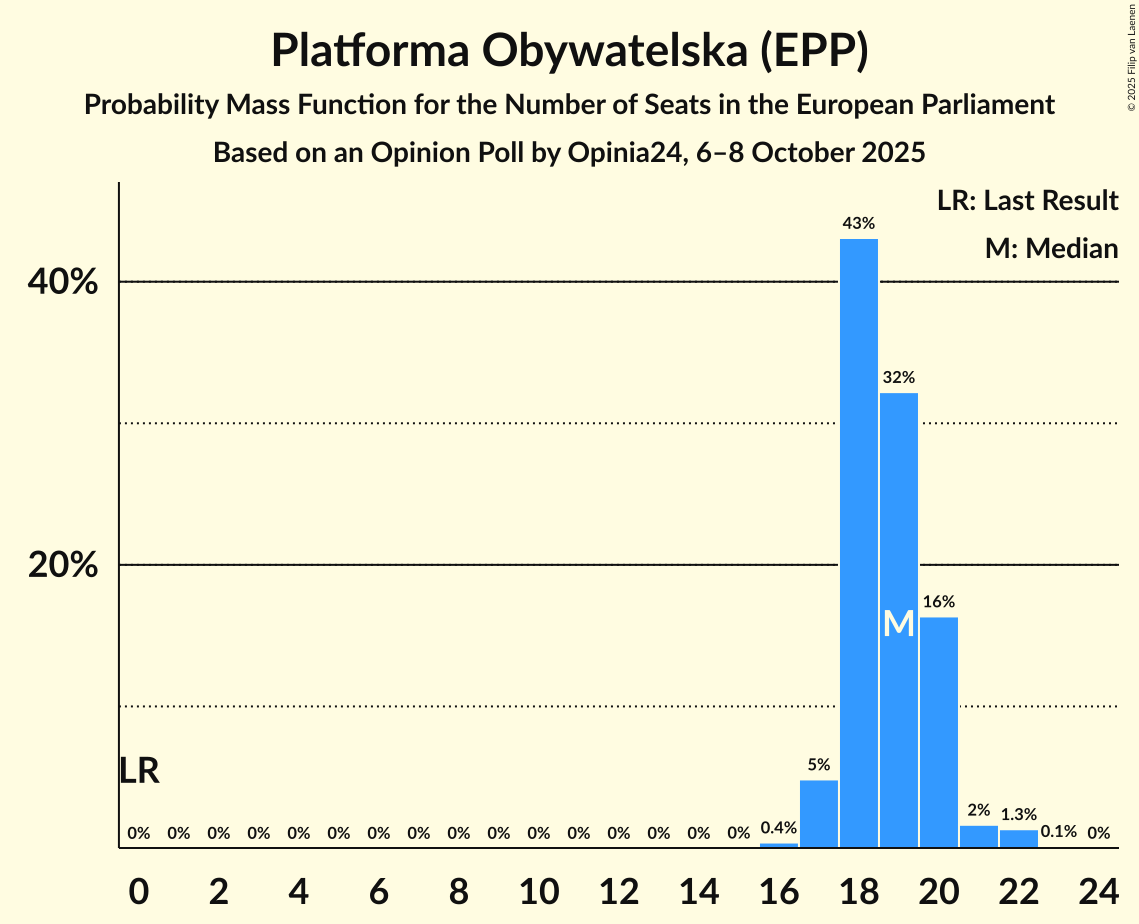 Platforma Obywatelska (EPP)
Probability Mass Function for the Number of Seats in the European Parliament
Based on an Opinion Poll by Opinia24, 6–8 October 2025
© 2025 Filip van Laenen
LR: Last Result
M: Median
40%
20%
43%
32%
16%
M
LR
5%
0% 0% 0% 0% 0% 0% 0% 0% 0% 0% 0% 0% 0% 0% 0% 0% 0.4% 2% 1.3% 0.1% 0%
0 2 4 6 8 10 12 14 16 18 20 22 24